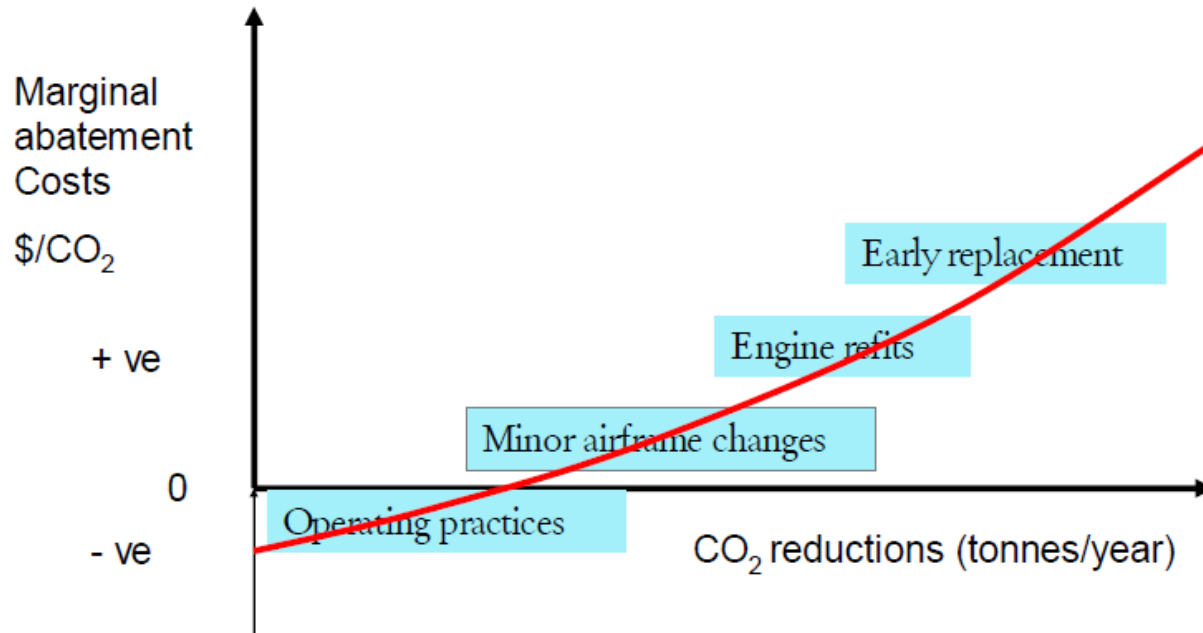 Marginal
abatement
Costs
$/CO₂
Early replacement
Engine refits
+ ve
Minor airframe changes
0
Operating practices
- ve
CO₂ reductions (tonnes/year)